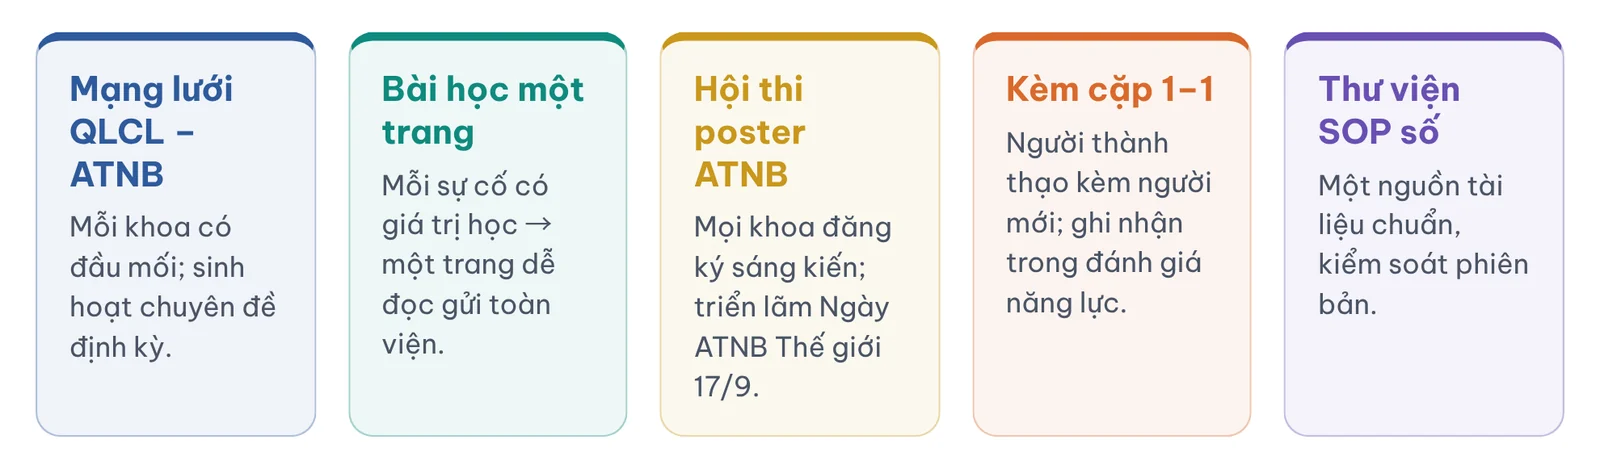 Mạng lưới
QLCL –
ATNB
Mỗi khoa có
đầu mối; sinh
hoạt chuyên đề
định kỳ.
Bài học một
trang
Mỗi sự cố có
giá trị học →
một trang dễ
đọc gửi toàn
viện.
Hội thi
poster
ATNB
Mọi khoa đăng
ký sáng kiến;
triển lãm Ngày
ATNB Thế giới
17/9.
Kèm cặp 1–1
Người thành
thạo kèm người
mới; ghi nhận
trong đánh giá
năng lực.
Thư viện
SOP số
Một nguồn tài
liệu chuẩn,
kiểm soát phiên
bản.